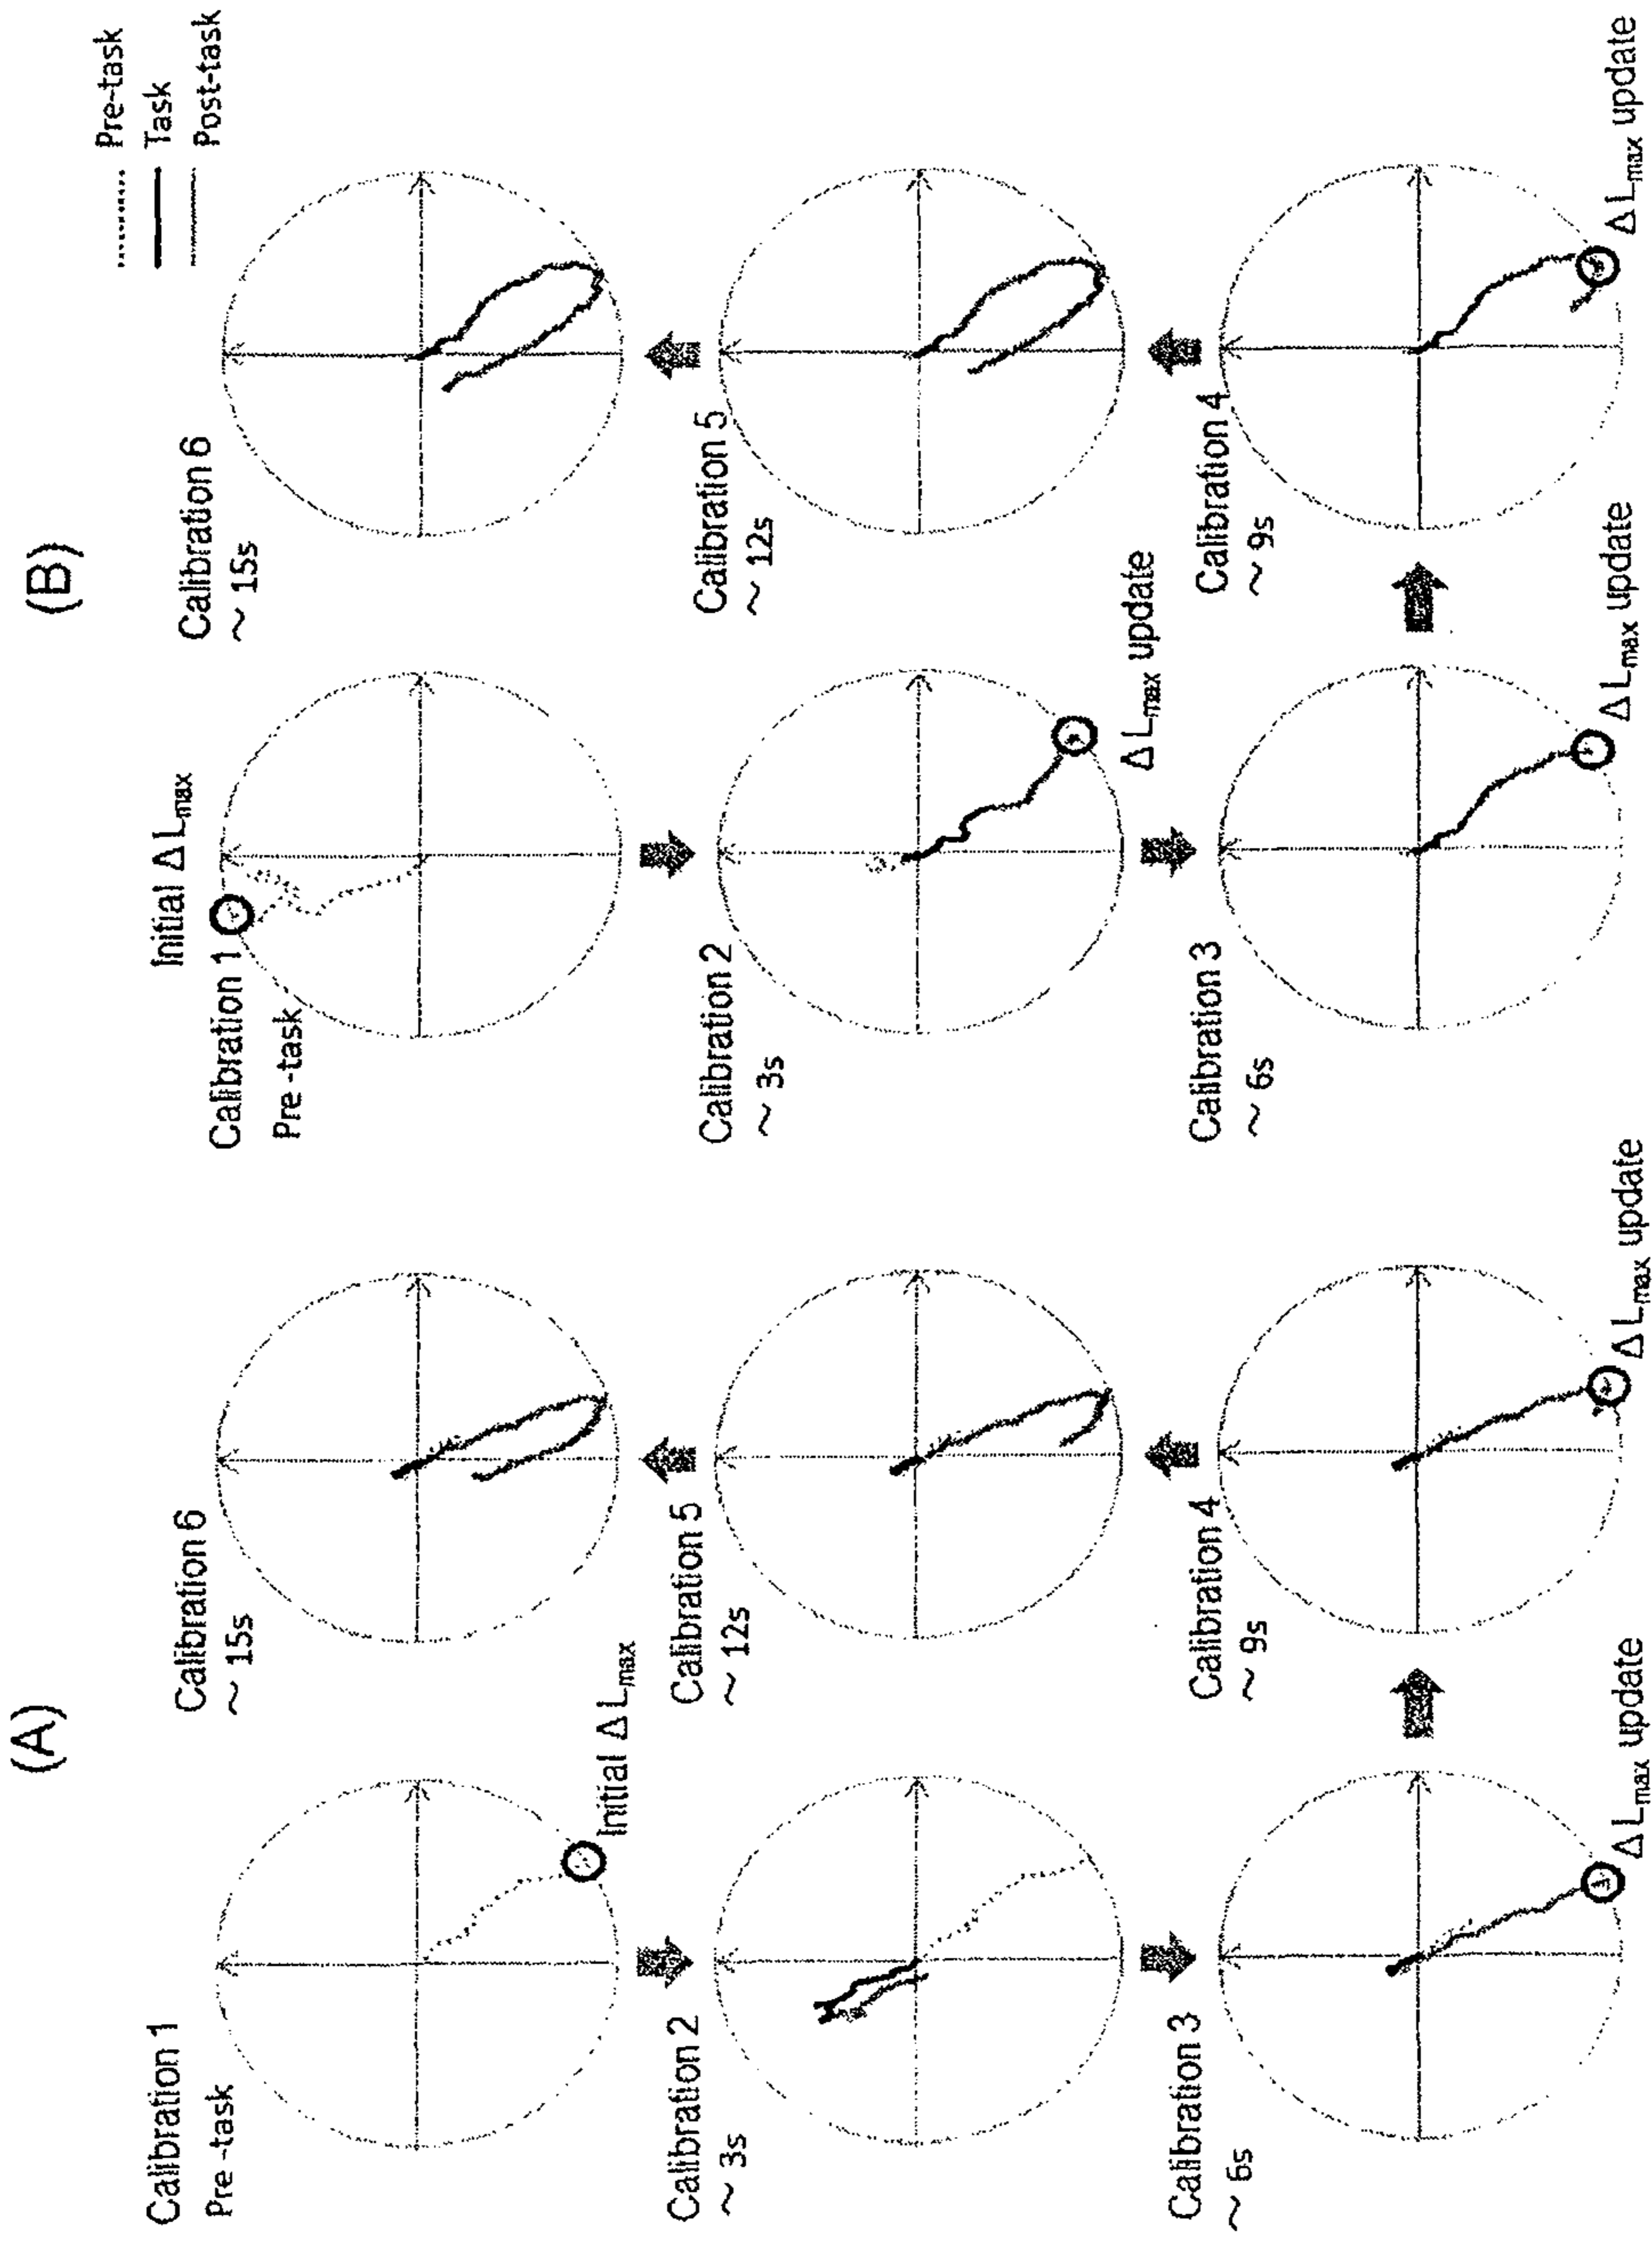 (A)
Calibration 1
Pre-task
Initial Δ Lmax
Calibration 2
~ 3s
Calibration 3
~ 6s
Δ Lmax update
Calibration 4
~ 9s
Δ Lmax update
Calibration 5
~ 12s
Calibration 6
~ 15s
(B)
Pre-task
Task
Post-task
Initial Δ Lmax
Calibration 1
Pre-task
Calibration 2
~ 3s
Δ Lmax update
Calibration 3
~ 6s
Δ Lmax update
Calibration 4
~ 9s
Δ Lmax update
Calibration 5
~ 12s
Calibration 6
~ 15s